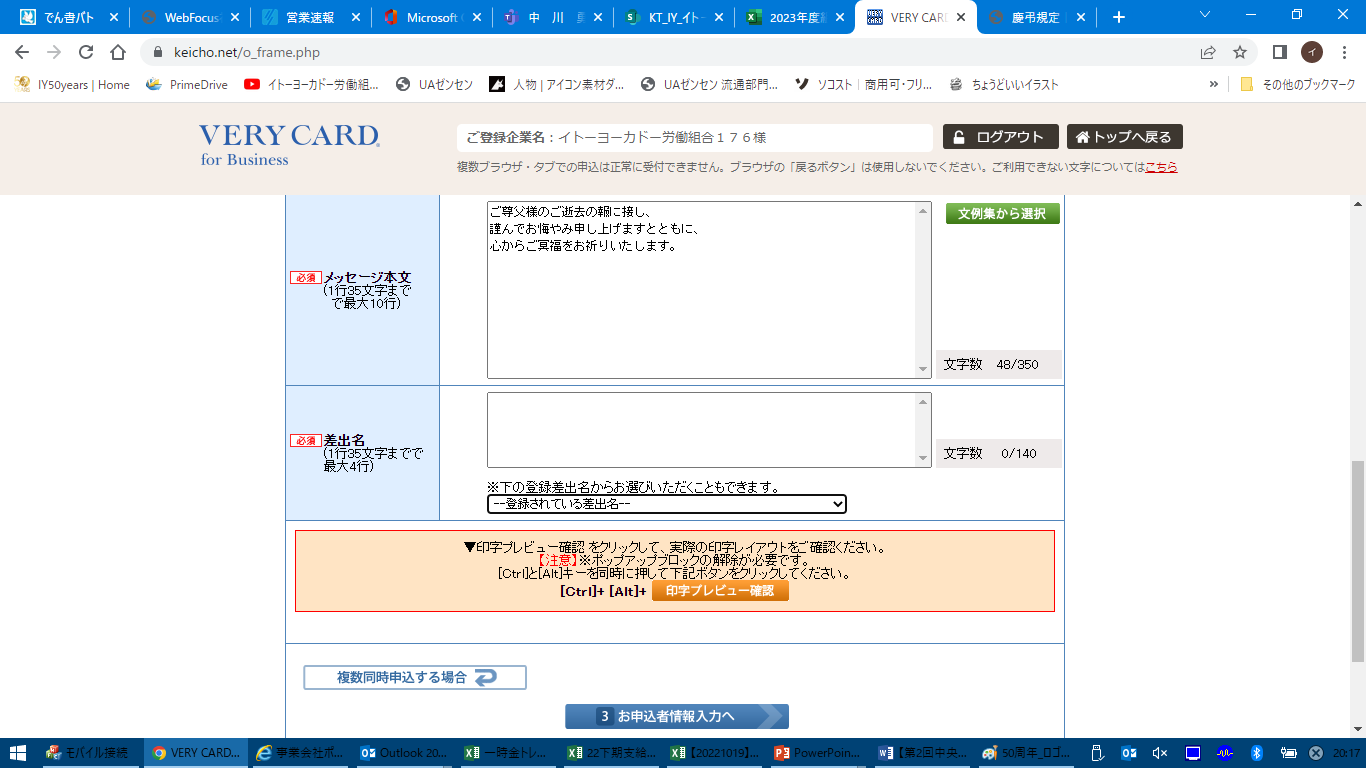 でん吉パト
WebFocus
営業速報
Microsoft
中 川
KT_IY_イトー
2023年度
VERY CARD
慶弔規定
keicho.net/o_frame.php
イ
IY50years | Home
PrimeDrive
イトーヨーカドー労働組...
UAゼンセン
人物 | アイコン素材ダ...
UAゼンセン 流通部門...
ソコスト | 商用可・フリ...
ちょうどいいイラスト
»
その他のブックマーク
VERY CARD®
for Business
ご登録企業名：イトーヨーカドー労働組合１７６様
ログアウト
トップへ戻る
複数ブラウザ・タブでの申込は正常に受付できません。ブラウザの「戻るボタン」は使用しないでください。ご利用できない文字についてはこちら
ご尊父様のご逝去の報に接し、
謹んでお悔やみ申し上げますとともに、
心からご冥福をお祈りいたします。
文例集から選択
必須 メッセージ本文
(1行35文字まで
で最大10行)
文字数 48/350
必須 差出名
(1行35文字までで
最大4行)
文字数 0/140
※下の登録差出名からお選びいただくこともできます。
--登録されている差出名--
▼印字プレビュー確認 をクリックして、実際の印字レイアウトをご確認ください。
【注意】※ポップアップブロックの解除が必要です。
[Ctrl]と[Alt]キーを同時に押して下記ボタンをクリックしてください。
[Ctrl]+ [Alt]+ 印字プレビュー確認
複数同時申込する場合
3 お申込者情報入力へ
モバイル接続
VERY CARD...
事業会社ポ...
Outlook 20...
一時金トレ...
22下期支給...
【20221019】...
PowerPoin...
【第2回中央...
50周年_ロゴ...
20:17